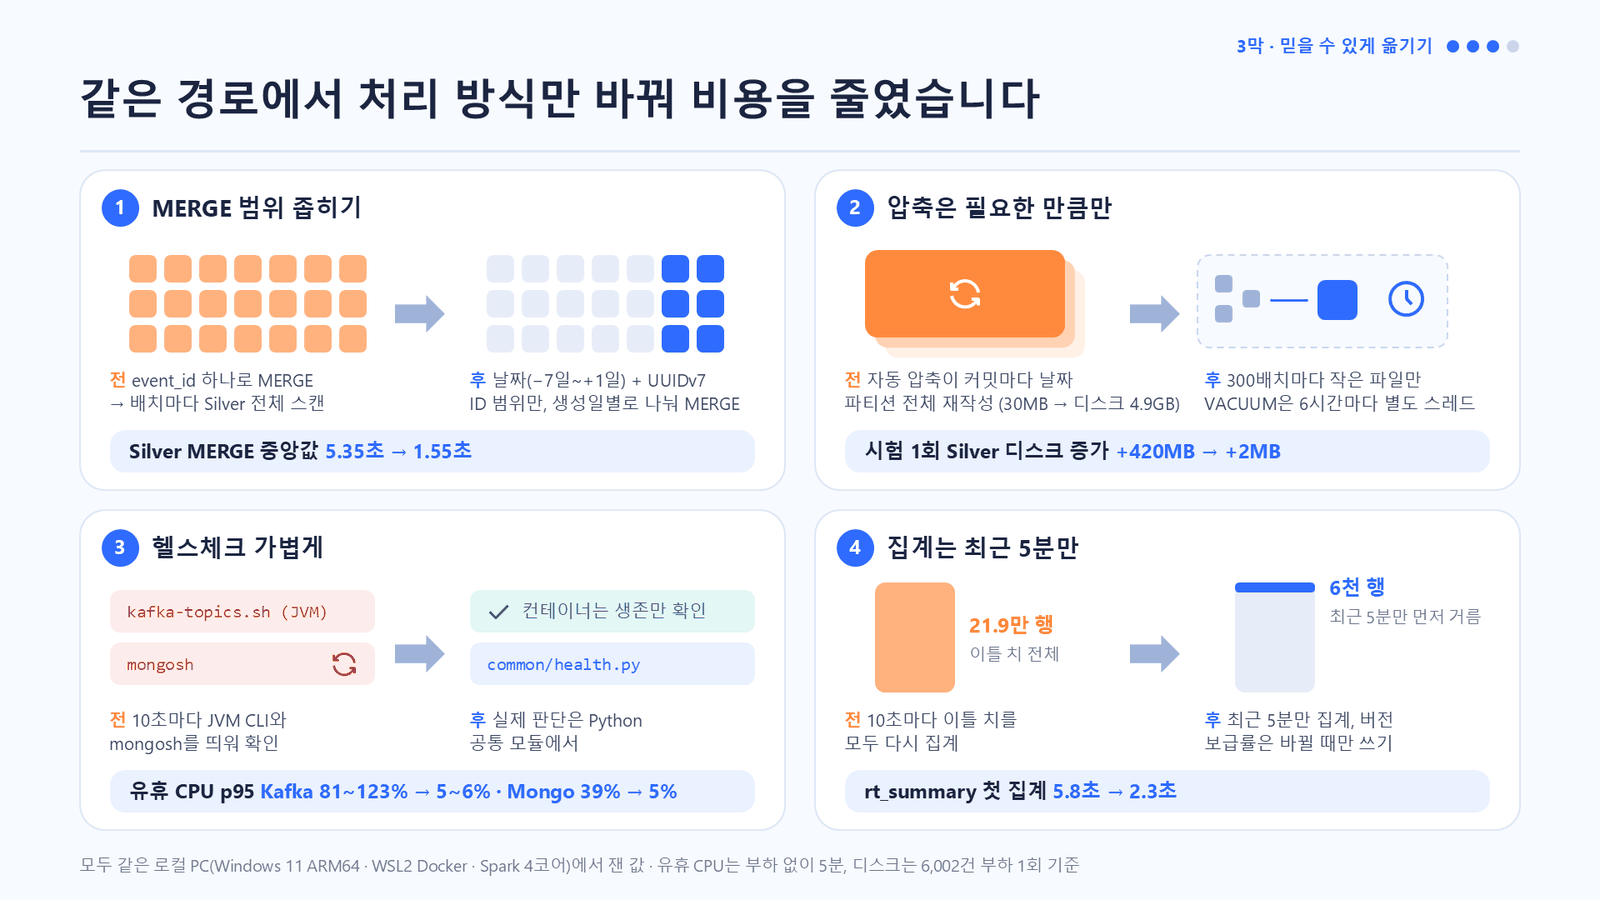 3막 · 믿을 수 있게 옮기기
같은 경로에서 처리 방식만 바꿔 비용을 줄였습니다
1 MERGE 범위 좁히기
전 event_id 하나로 MERGE
→ 배치마다 Silver 전체 스캔
후 날짜(−7일~+1일) + UUIDv7
ID 범위만, 생성일별로 나눠 MERGE
Silver MERGE 중앙값 5.35초 → 1.55초
2 압축은 필요한 만큼만
전 자동 압축이 커밋마다 날짜
파티션 전체 재작성 (30MB → 디스크 4.9GB)
후 300배치마다 작은 파일만
VACUUM은 6시간마다 별도 스레드
시험 1회 Silver 디스크 증가 +420MB → +2MB
3 헬스체크 가볍게
kafka-topics.sh (JVM)
mongosh
컨테이너는 생존만 확인
common/health.py
전 10초마다 JVM CLI와
mongosh를 띄워 확인
후 실제 판단은 Python
공통 모듈에서
유휴 CPU p95 Kafka 81~123% → 5~6% · Mongo 39% → 5%
4 집계는 최근 5분만
21.9만 행
이틀 치 전체
6천 행
최근 5분만 먼저 거름
전 10초마다 이틀 치를
모두 다시 집계
후 최근 5분만 집계, 버전
보급률은 바뀔 때만 쓰기
rt_summary 첫 집계 5.8초 → 2.3초
모두 같은 로컬 PC(Windows 11 ARM64 · WSL2 Docker · Spark 4코어)에서 잰 값 · 유휴 CPU는 부하 없이 5분, 디스크는 6,002건 부하 1회 기준